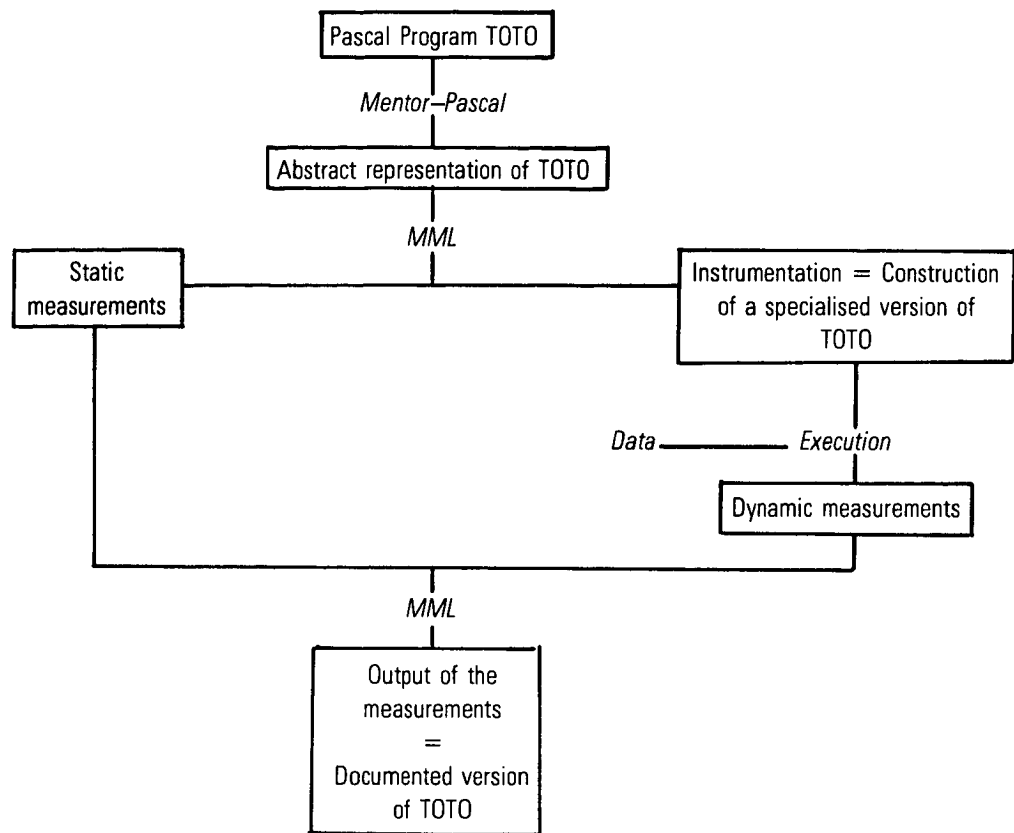 Pascal Program TOTO
Mentor–Pascal
Abstract representation of TOTO
MML
Static
measurements
Instrumentation = Construction
of a specialised version of
TOTO
Data
Execution
Dynamic measurements
MML
Output of the
measurements
=
Documented version
of TOTO